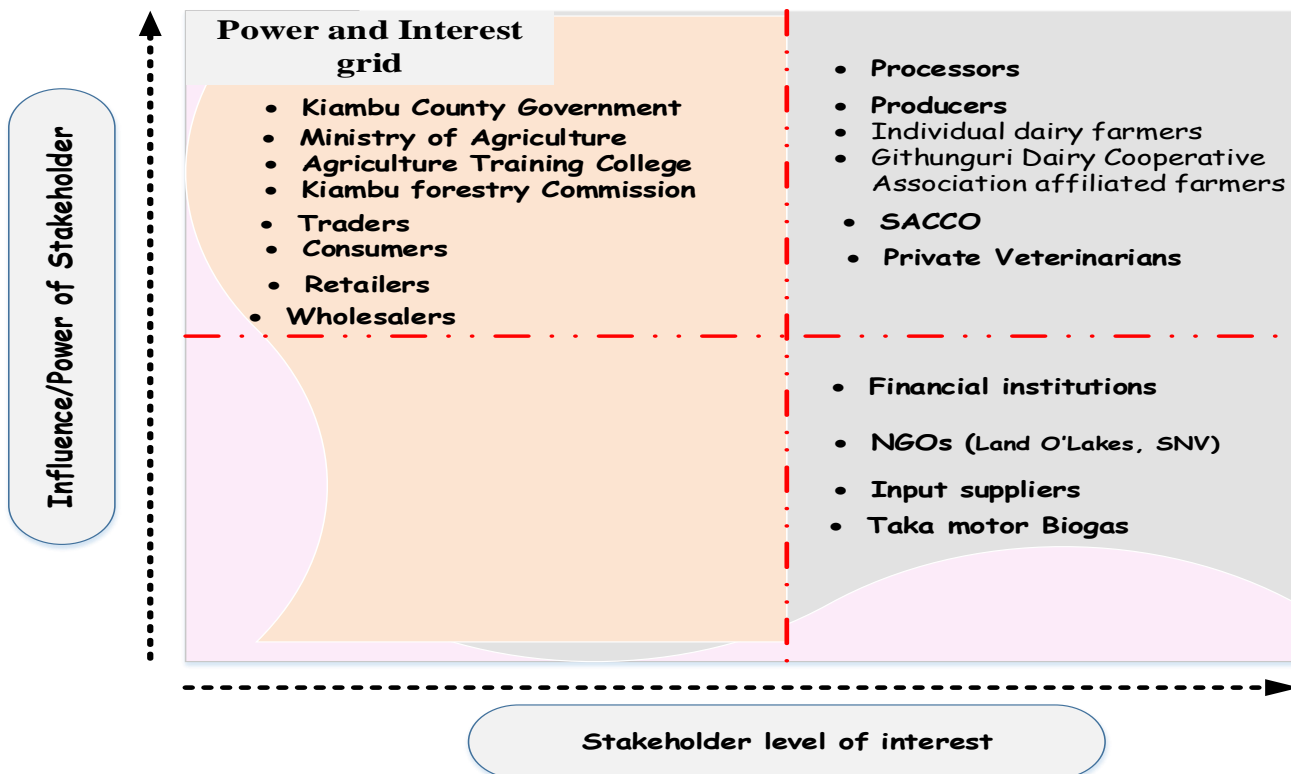 Power and Interest
grid
• Kiambu County Government
• Ministry of Agriculture
• Agriculture Training College
• Kiambu forestry Commission
• Traders
• Consumers
• Retailers
• Wholesalers
• Processors
• Producers
• Individual dairy farmers
• Githunguri Dairy Cooperative
Association affiliated farmers
• SACCO
• Private Veterinarians
• Financial institutions
• NGOs (Land O'Lakes, SNV)
• Input suppliers
• Taka motor Biogas
Influence/Power of Stakeholder
Stakeholder level of interest